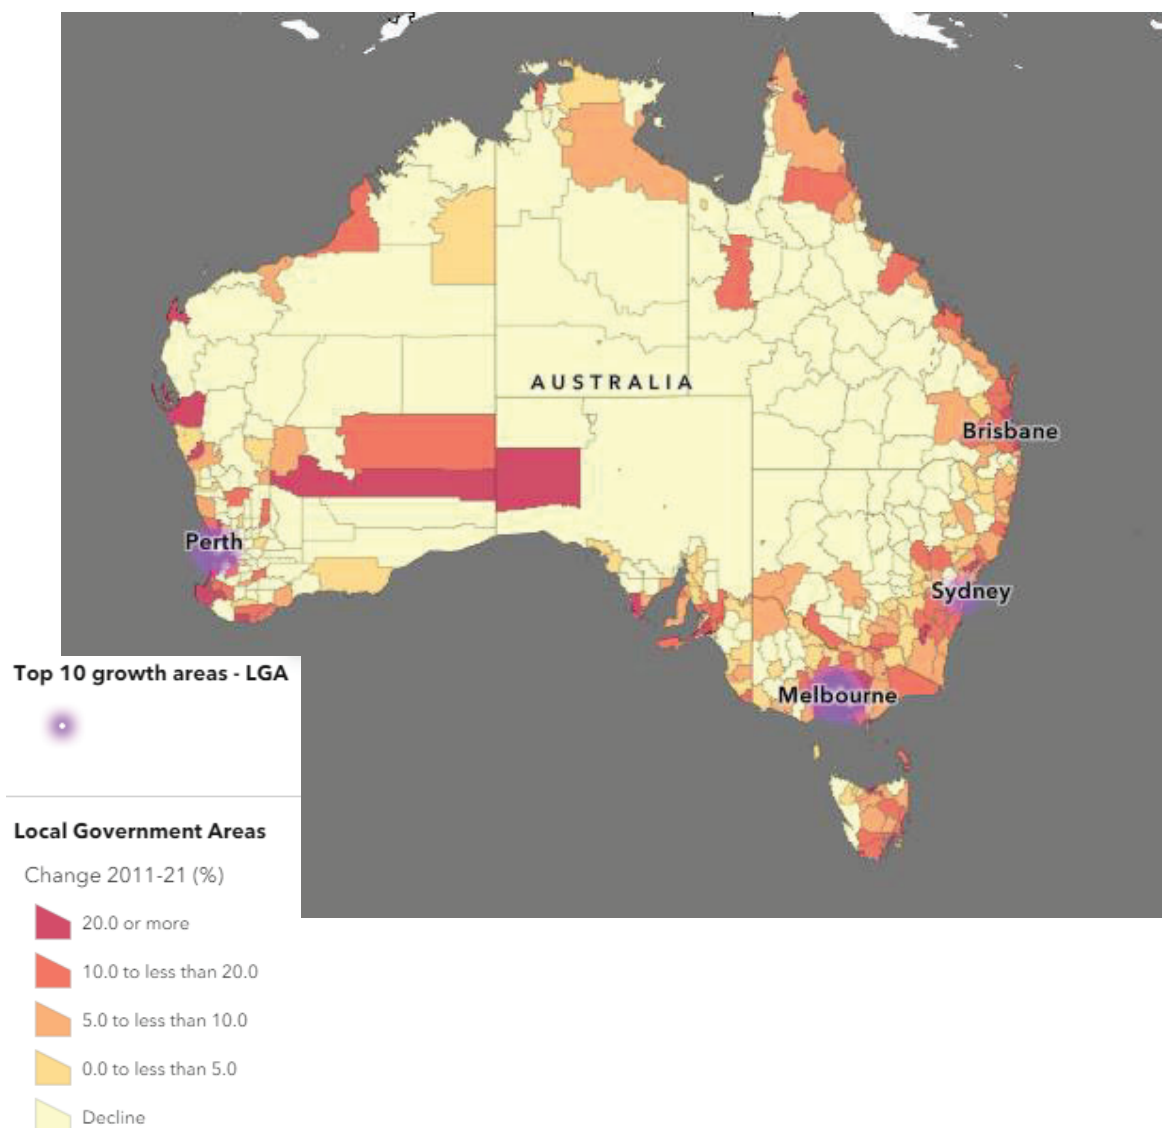 AUSTRALIA
Brisbane
Perth
Sydney
Melbourne
Top 10 growth areas - LGA
Local Government Areas
Change 2011-21 (%)
20.0 or more
10.0 to less than 20.0
5.0 to less than 10.0
0.0 to less than 5.0
Decline